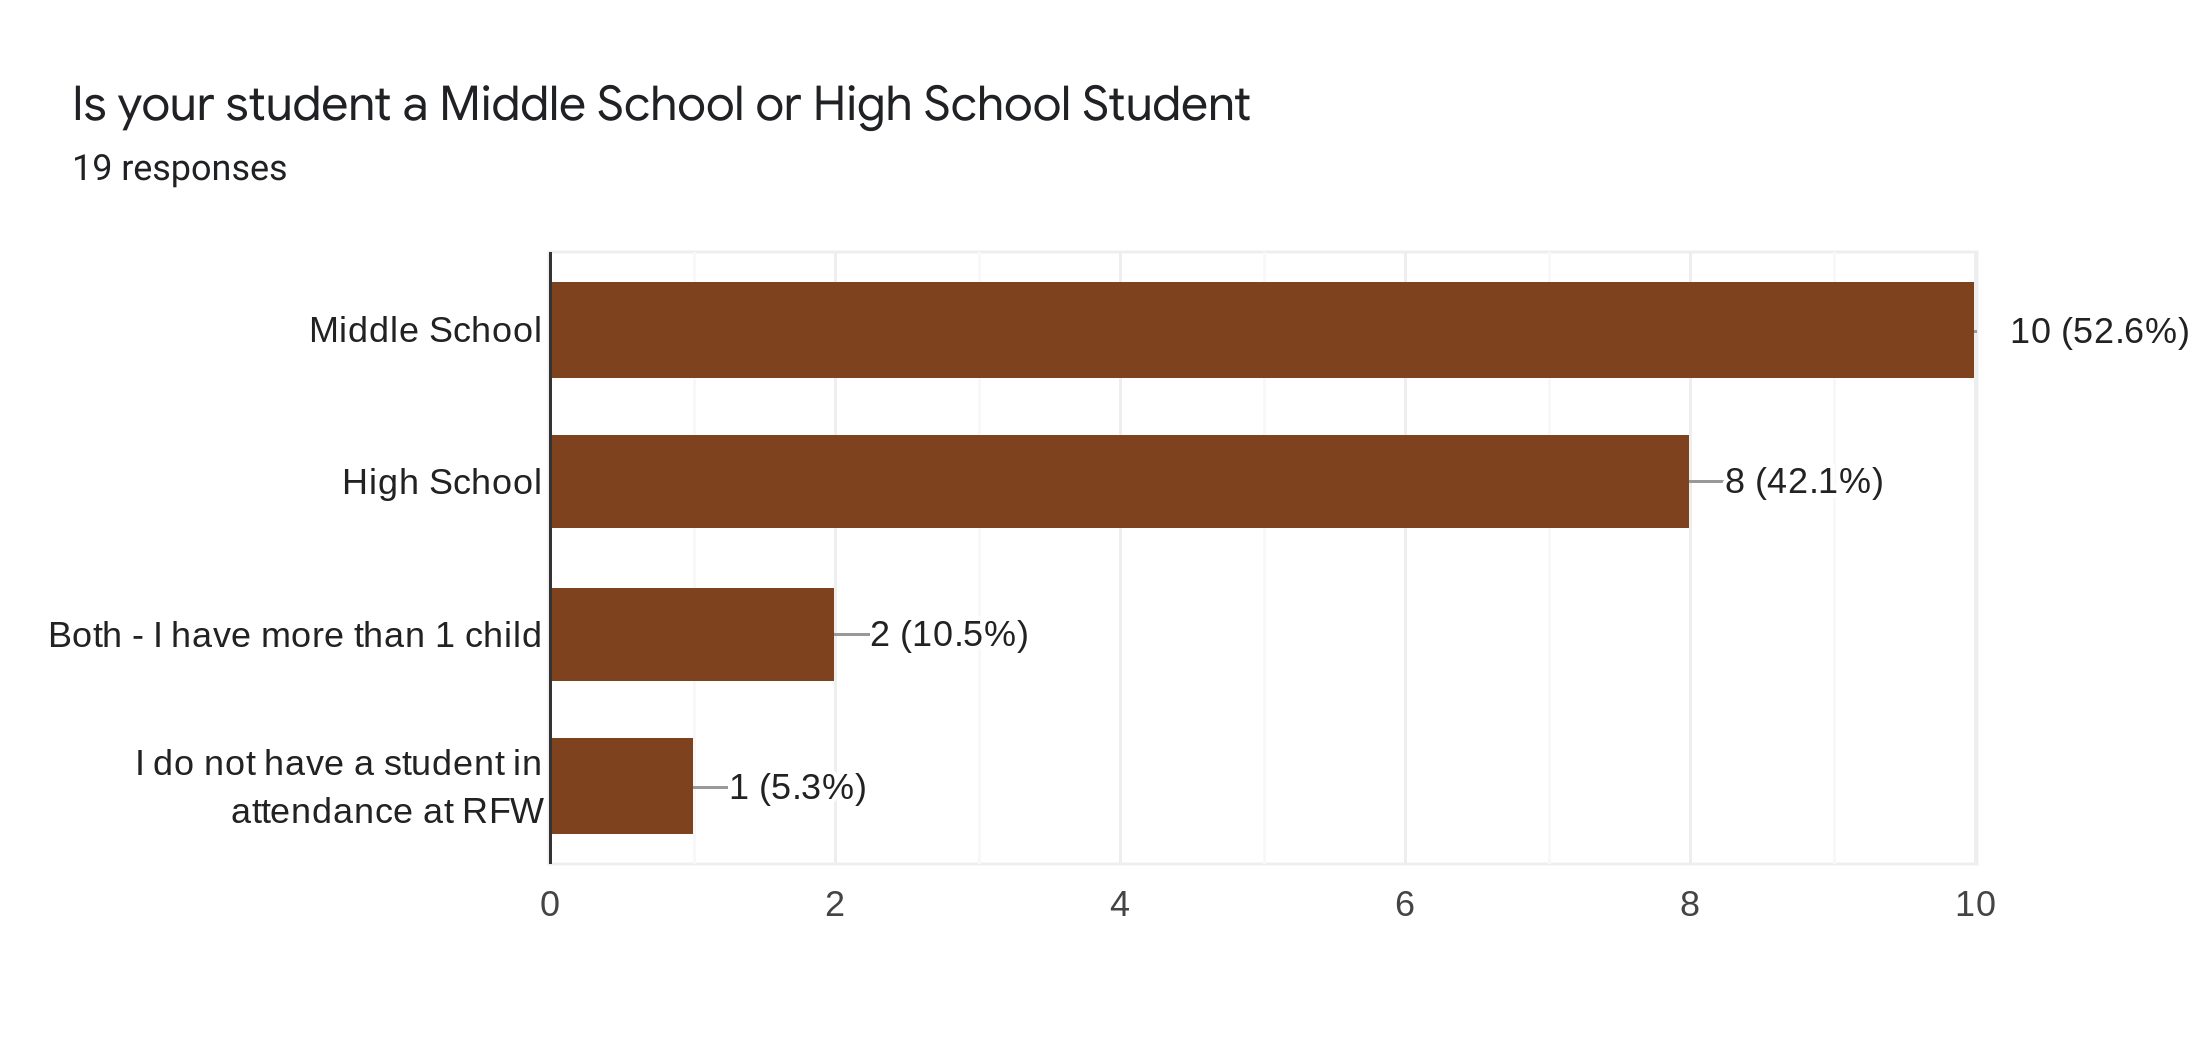 Is your student a Middle School or High School Student
19 responses
Middle School
10 (52.6%)
High School
8 (42.1%)
Both - I have more than 1 child
2 (10.5%)
I do not have a student in
attendance at RFW
1 (5.3%)
0 2 4 6 8 10